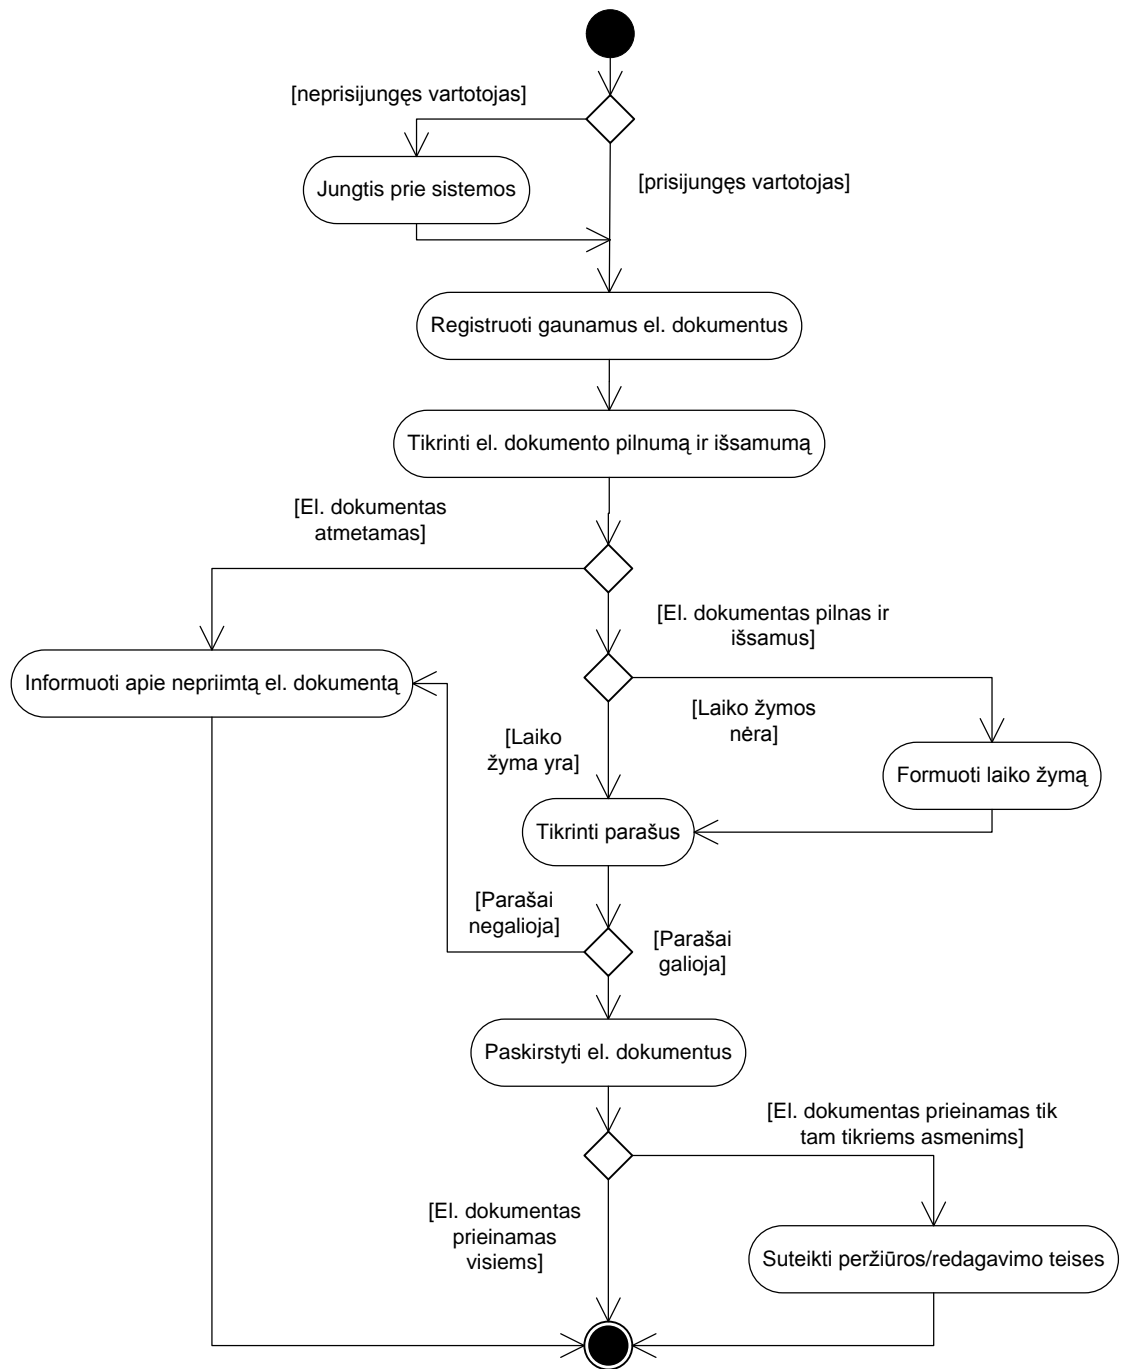 [neprisijungęs vartotojas]
Jungtis prie sistemos
[prisijungęs vartotojas]
Registruoti gaunamus el. dokumentus
Tikrinti el. dokumento pilnumą ir išsamumą
[El. dokumentas
atmetamas]
[El. dokumentas pilnas ir
išsamus]
Informuoti apie nepriimtą el. dokumentą
[Laiko žymos
nėra]
[Laiko
žyma yra]
Formuoti laiko žymą
Tikrinti parašus
[Parašai
negalioja]
[Parašai
galioja]
Paskirstyti el. dokumentus
[El. dokumentas prieinamas tik
tam tikriems asmenims]
[El. dokumentas
prieinamas
visiems]
Suteikti peržiūros/redagavimo teises